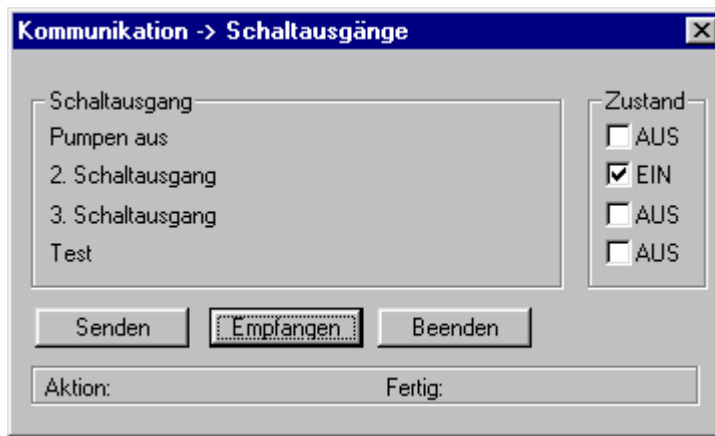 Kommunikation -> Schaltausgänge
Schaltausgang Zustand
Pumpen aus AUS
2. Schaltausgang EIN
3. Schaltausgang AUS
Test AUS
Senden Empfangen Beenden
Aktion: Fertig: